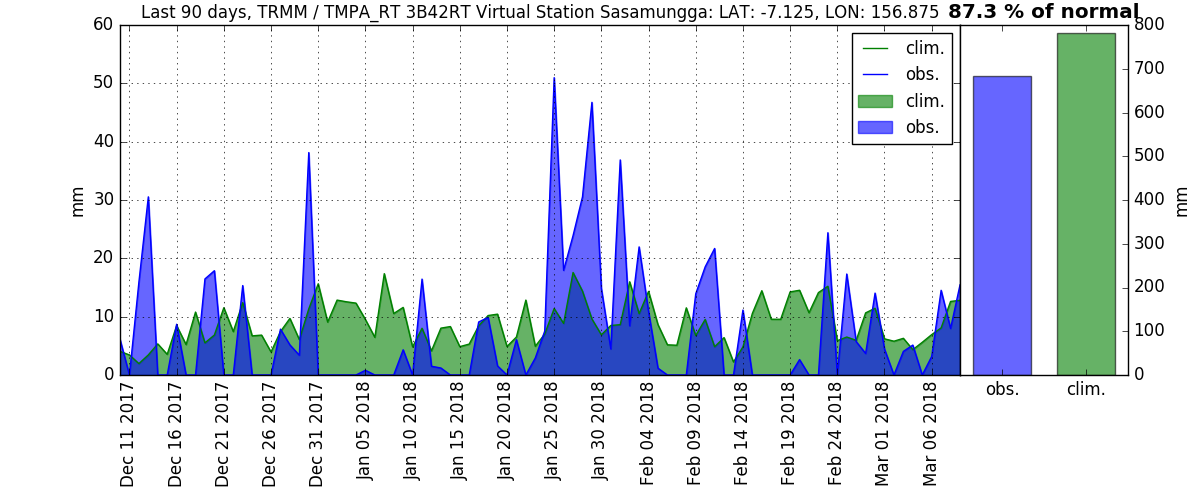 Last 90 days, TRMM / TMPA_RT 3B42RT Virtual Station Sasamungga: LAT: -7.125, LON: 156.875 87.3 % of normal
60
50
40
30
20
10
0
mm
clim.
obs.
clim.
obs.
800
700
600
500
400
300
200
100
0
mm
Dec 11 2017
Dec 16 2017
Dec 21 2017
Dec 26 2017
Dec 31 2017
Jan 05 2018
Jan 10 2018
Jan 15 2018
Jan 20 2018
Jan 25 2018
Jan 30 2018
Feb 04 2018
Feb 09 2018
Feb 14 2018
Feb 19 2018
Feb 24 2018
Mar 01 2018
Mar 06 2018
obs.
clim.